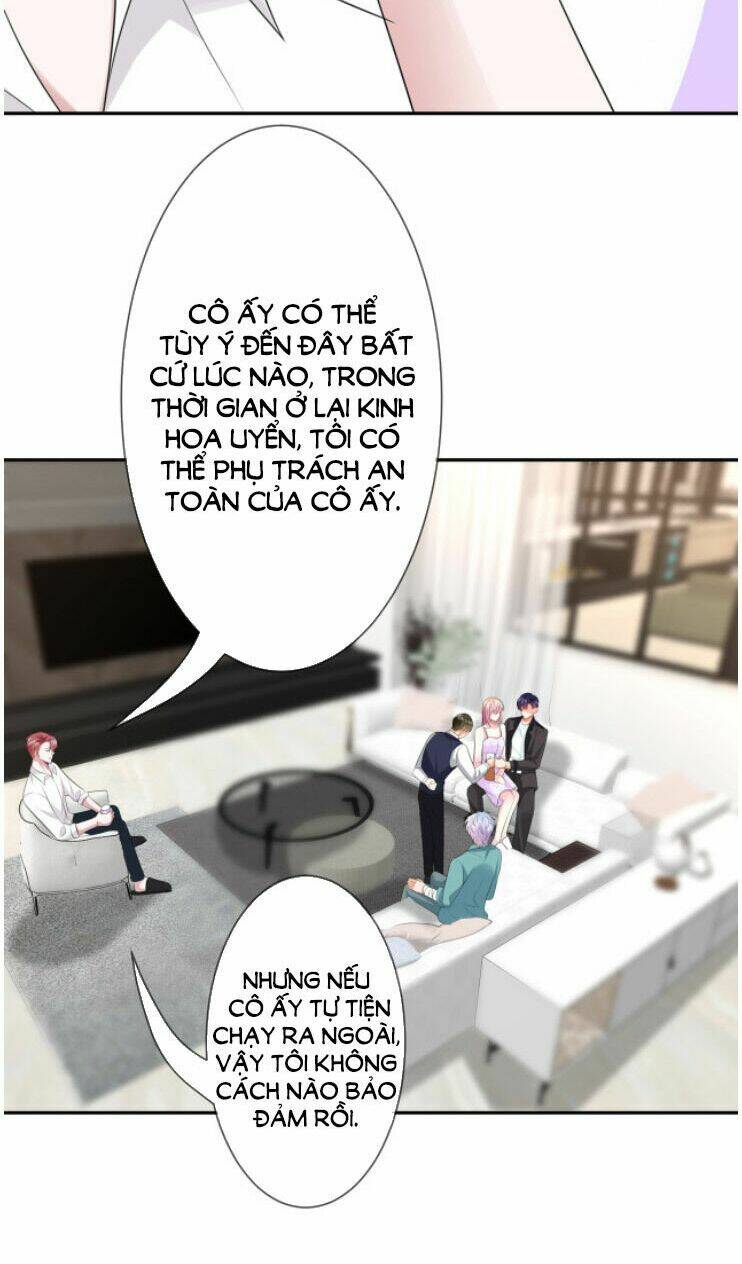 CÔ ẤY CÓ THỂ
TÙY Ý ĐẾN ĐÂY BẤT
CỨ LÚC NÀO, TRONG
THỜI GIAN Ở LẠI KINH
HOA UYỂN, TÔI CÓ
THỂ PHỤ TRÁCH AN
TOÀN CỦA CÔ ẤY.
NHƯNG NẾU
CÔ ẤY TỰ TIỆN
CHẠY RA NGOÀI,
VẬY TÔI KHÔNG
CÁCH NÀO BẢO
ĐẢM RỒI.